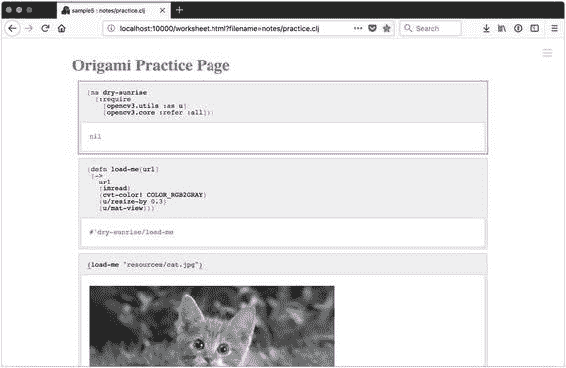 sample5 : notes/practice.clj
localhost:10000/worksheet.html?filename=notes/practice.clj
Search
Origami Practice Page
(ns dry-sunrise
(:require
[opencv3.utils :as u]
[opencv3.core :refer :all]))
nil
(defn load-me[url]
(->
url
(imread)
(cvt-color! COLOR_RGB2GRAY)
(u/resize-by 0.3)
(u/mat-view)))
#'dry-sunrise/load-me
(load-me "resources/cat.jpg")